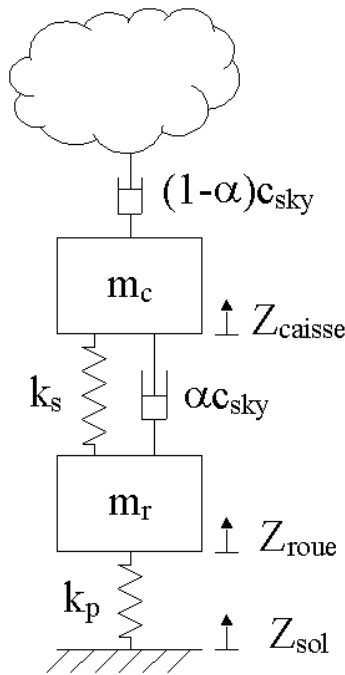 (1-α)c_sky
m_c
Z_caisse
k_s
αc_sky
m_r
Z_roue
k_p
Z_sol